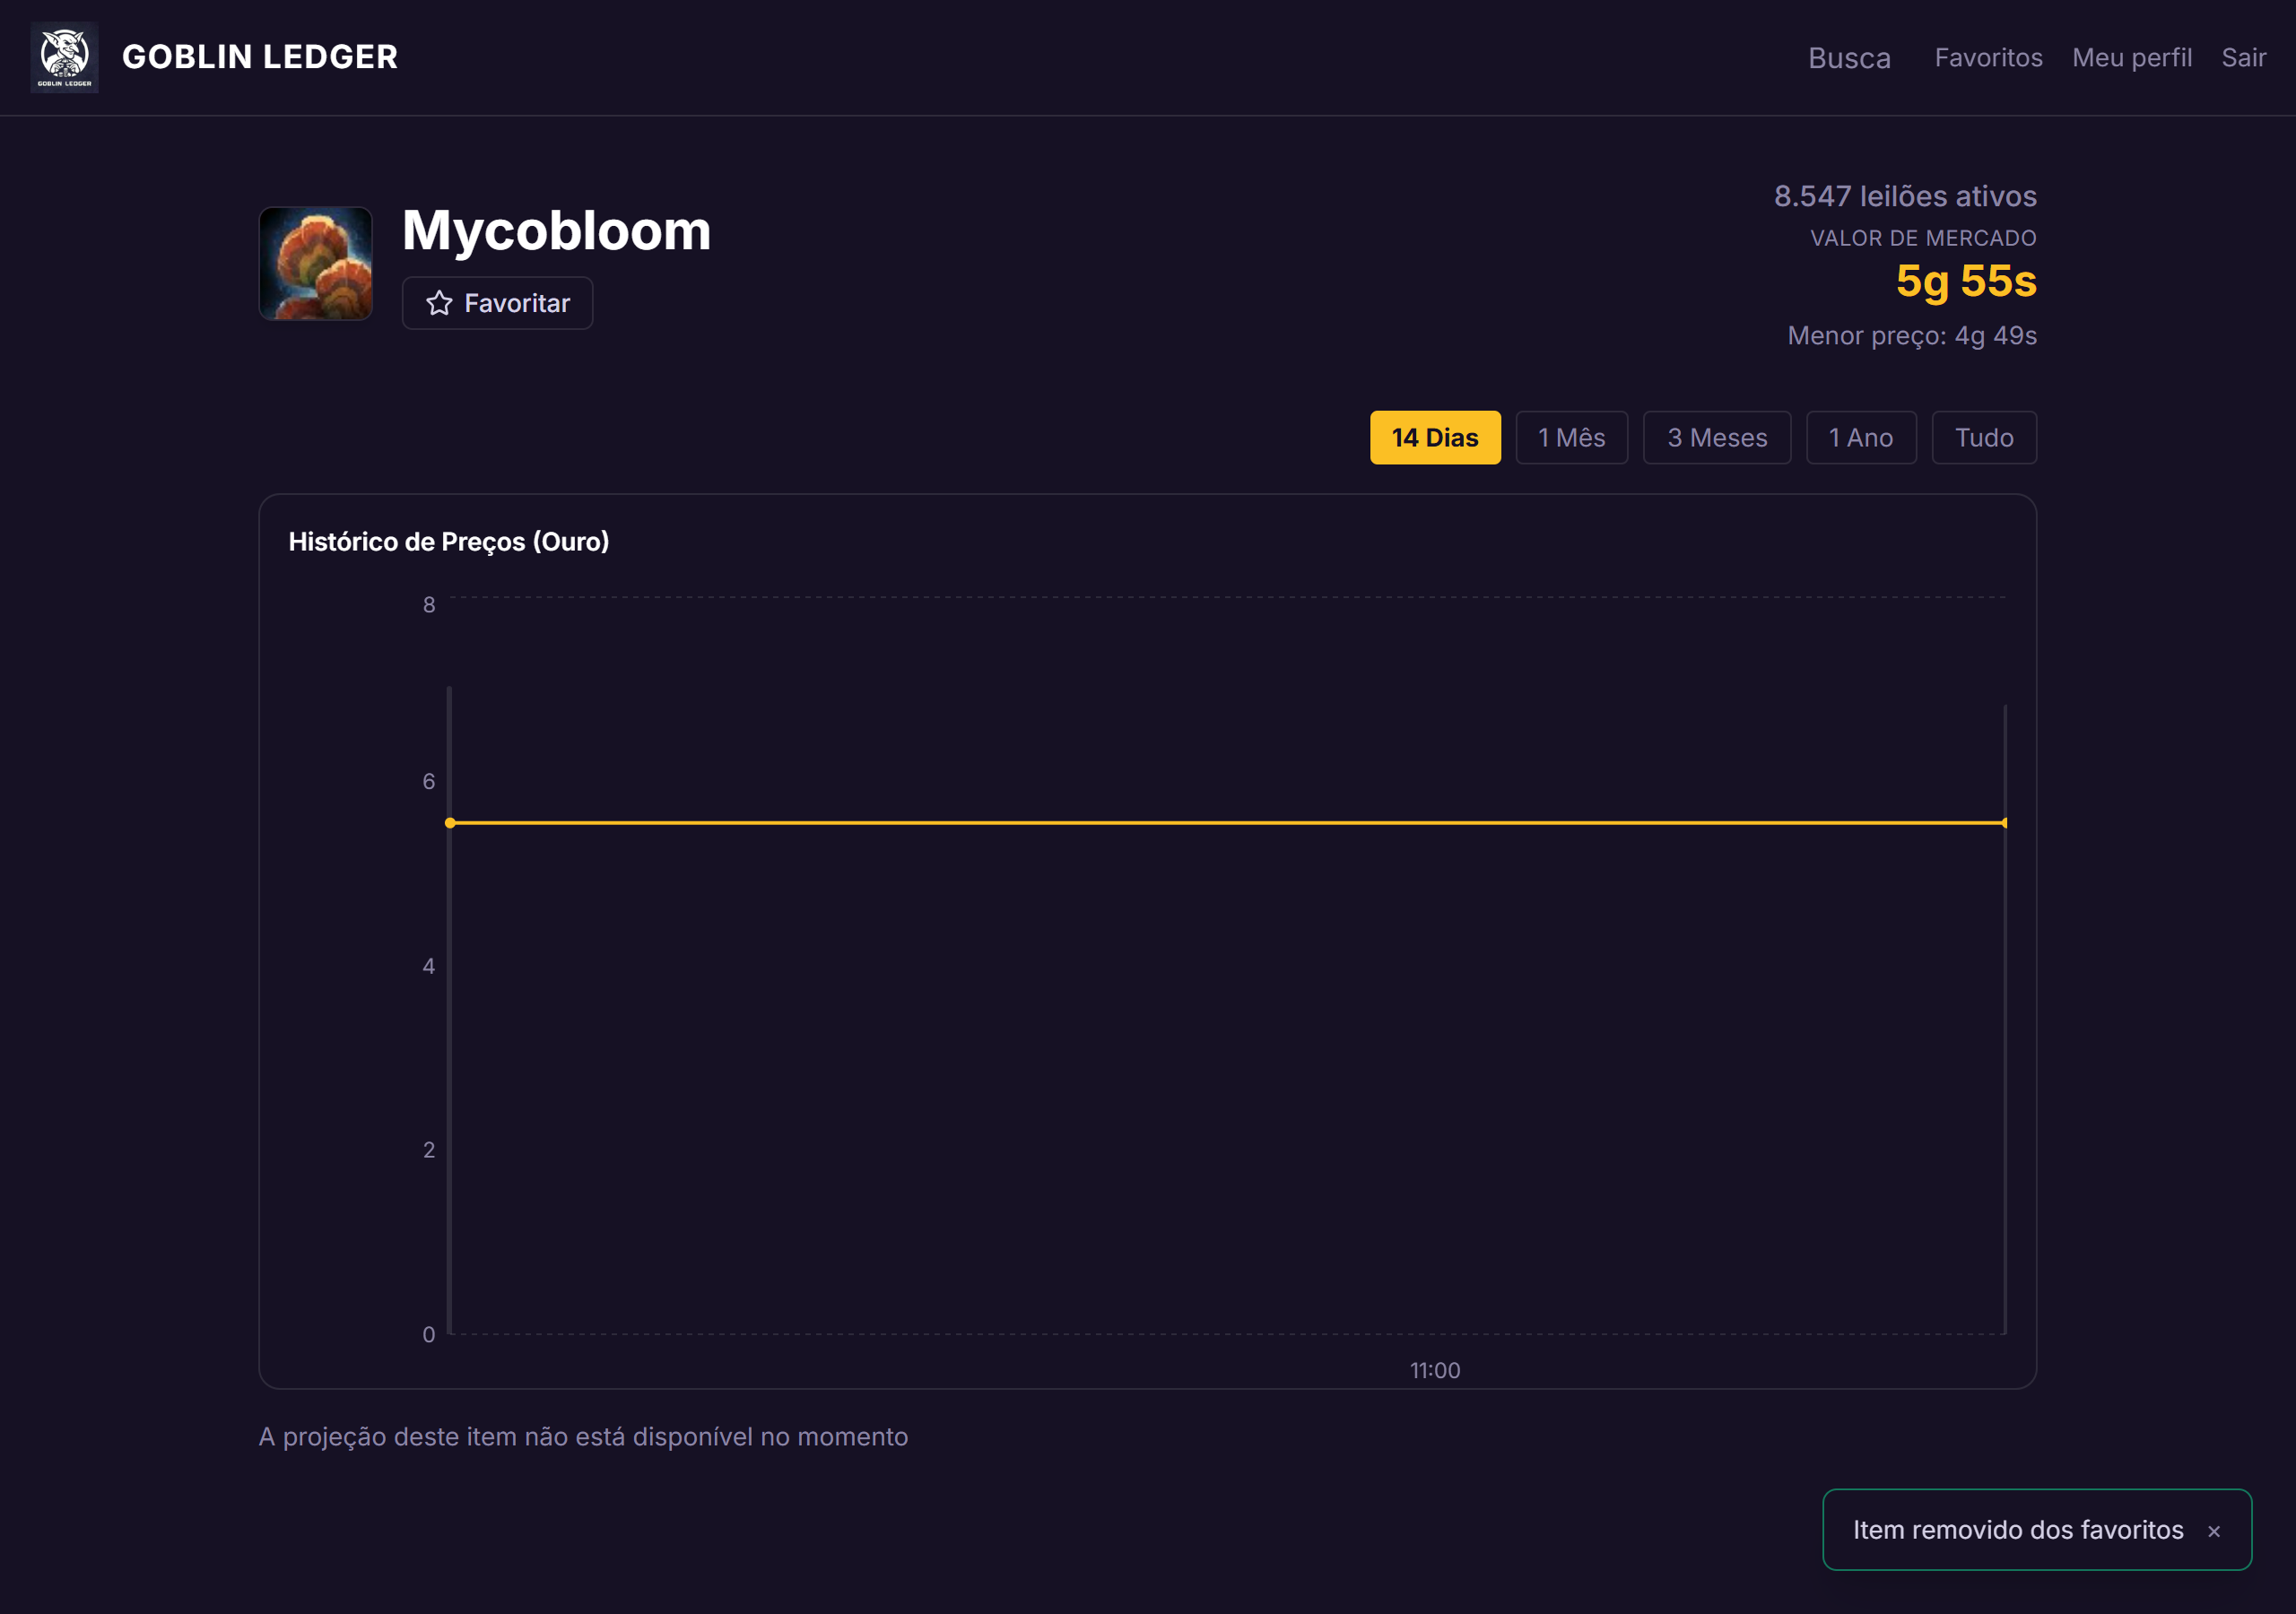 GOBLIN LEDGER
GOBLIN LEDGER
Busca
Favoritos
Meu perfil
Sair
Mycobloom
Favoritar
8.547 leilões ativos
VALOR DE MERCADO
5g 55s
Menor preço: 4g 49s
14 Dias
1 Mês
3 Meses
1 Ano
Tudo
Histórico de Preços (Ouro)
8
6
4
2
0
11:00
A projeção deste item não está disponível no momento
Item removido dos favoritos ×